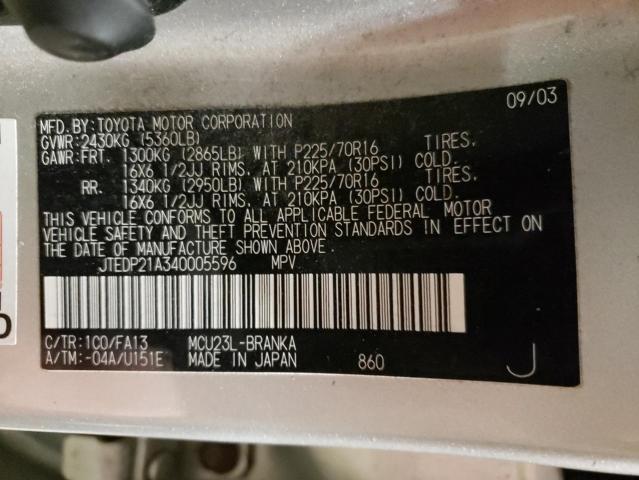 09/03
MFD.BY:TOYOTA MOTOR CORPORATION
GVWR:2430KG (5360LB)
GAWR:FRT. 1300KG (2865LB) WITH P225/70R16 TIRES.
16X6 1/2JJ RIMS. AT 210KPA (30PSI) COLD.
RR. 1340KG (2950LB) WITH P225/70R16 TIRES.
16X6 1/2JJ RIMS. AT 210KPA (30PSI) COLD.
THIS VEHICLE CONFORMS TO ALL APPLICABLE FEDERAL MOTOR
VEHICLE SAFETY AND THEFT PREVENTION STANDARDS IN EFFECT ON
THE DATE OF MANUFACTURE SHOWN ABOVE.
JTEDP21A340005596 MPV
C/TR:1C0/FA13 MCU23L-BRANKA
A/TM:-04A/U151E MADE IN JAPAN 860 J